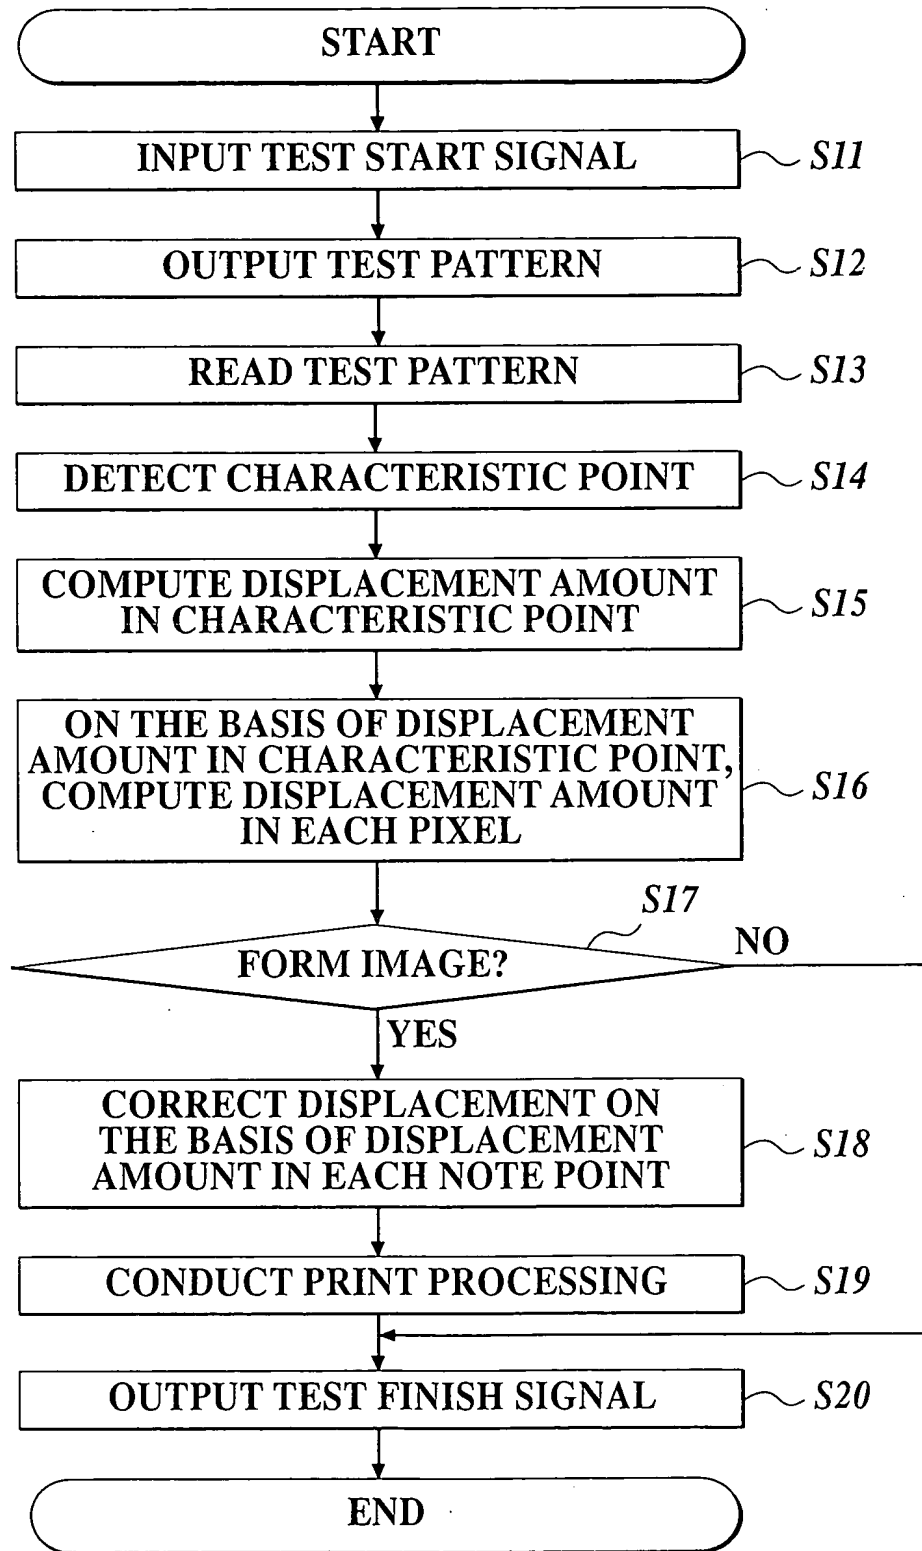 START
INPUT TEST START SIGNAL
S11
OUTPUT TEST PATTERN
S12
READ TEST PATTERN
S13
DETECT CHARACTERISTIC POINT
S14
COMPUTE DISPLACEMENT AMOUNT
IN CHARACTERISTIC POINT
S15
ON THE BASIS OF DISPLACEMENT
AMOUNT IN CHARACTERISTIC POINT,
COMPUTE DISPLACEMENT AMOUNT
IN EACH PIXEL
S16
S17
FORM IMAGE?
NO
YES
CORRECT DISPLACEMENT ON
THE BASIS OF DISPLACEMENT
AMOUNT IN EACH NOTE POINT
S18
CONDUCT PRINT PROCESSING
S19
OUTPUT TEST FINISH SIGNAL
S20
END